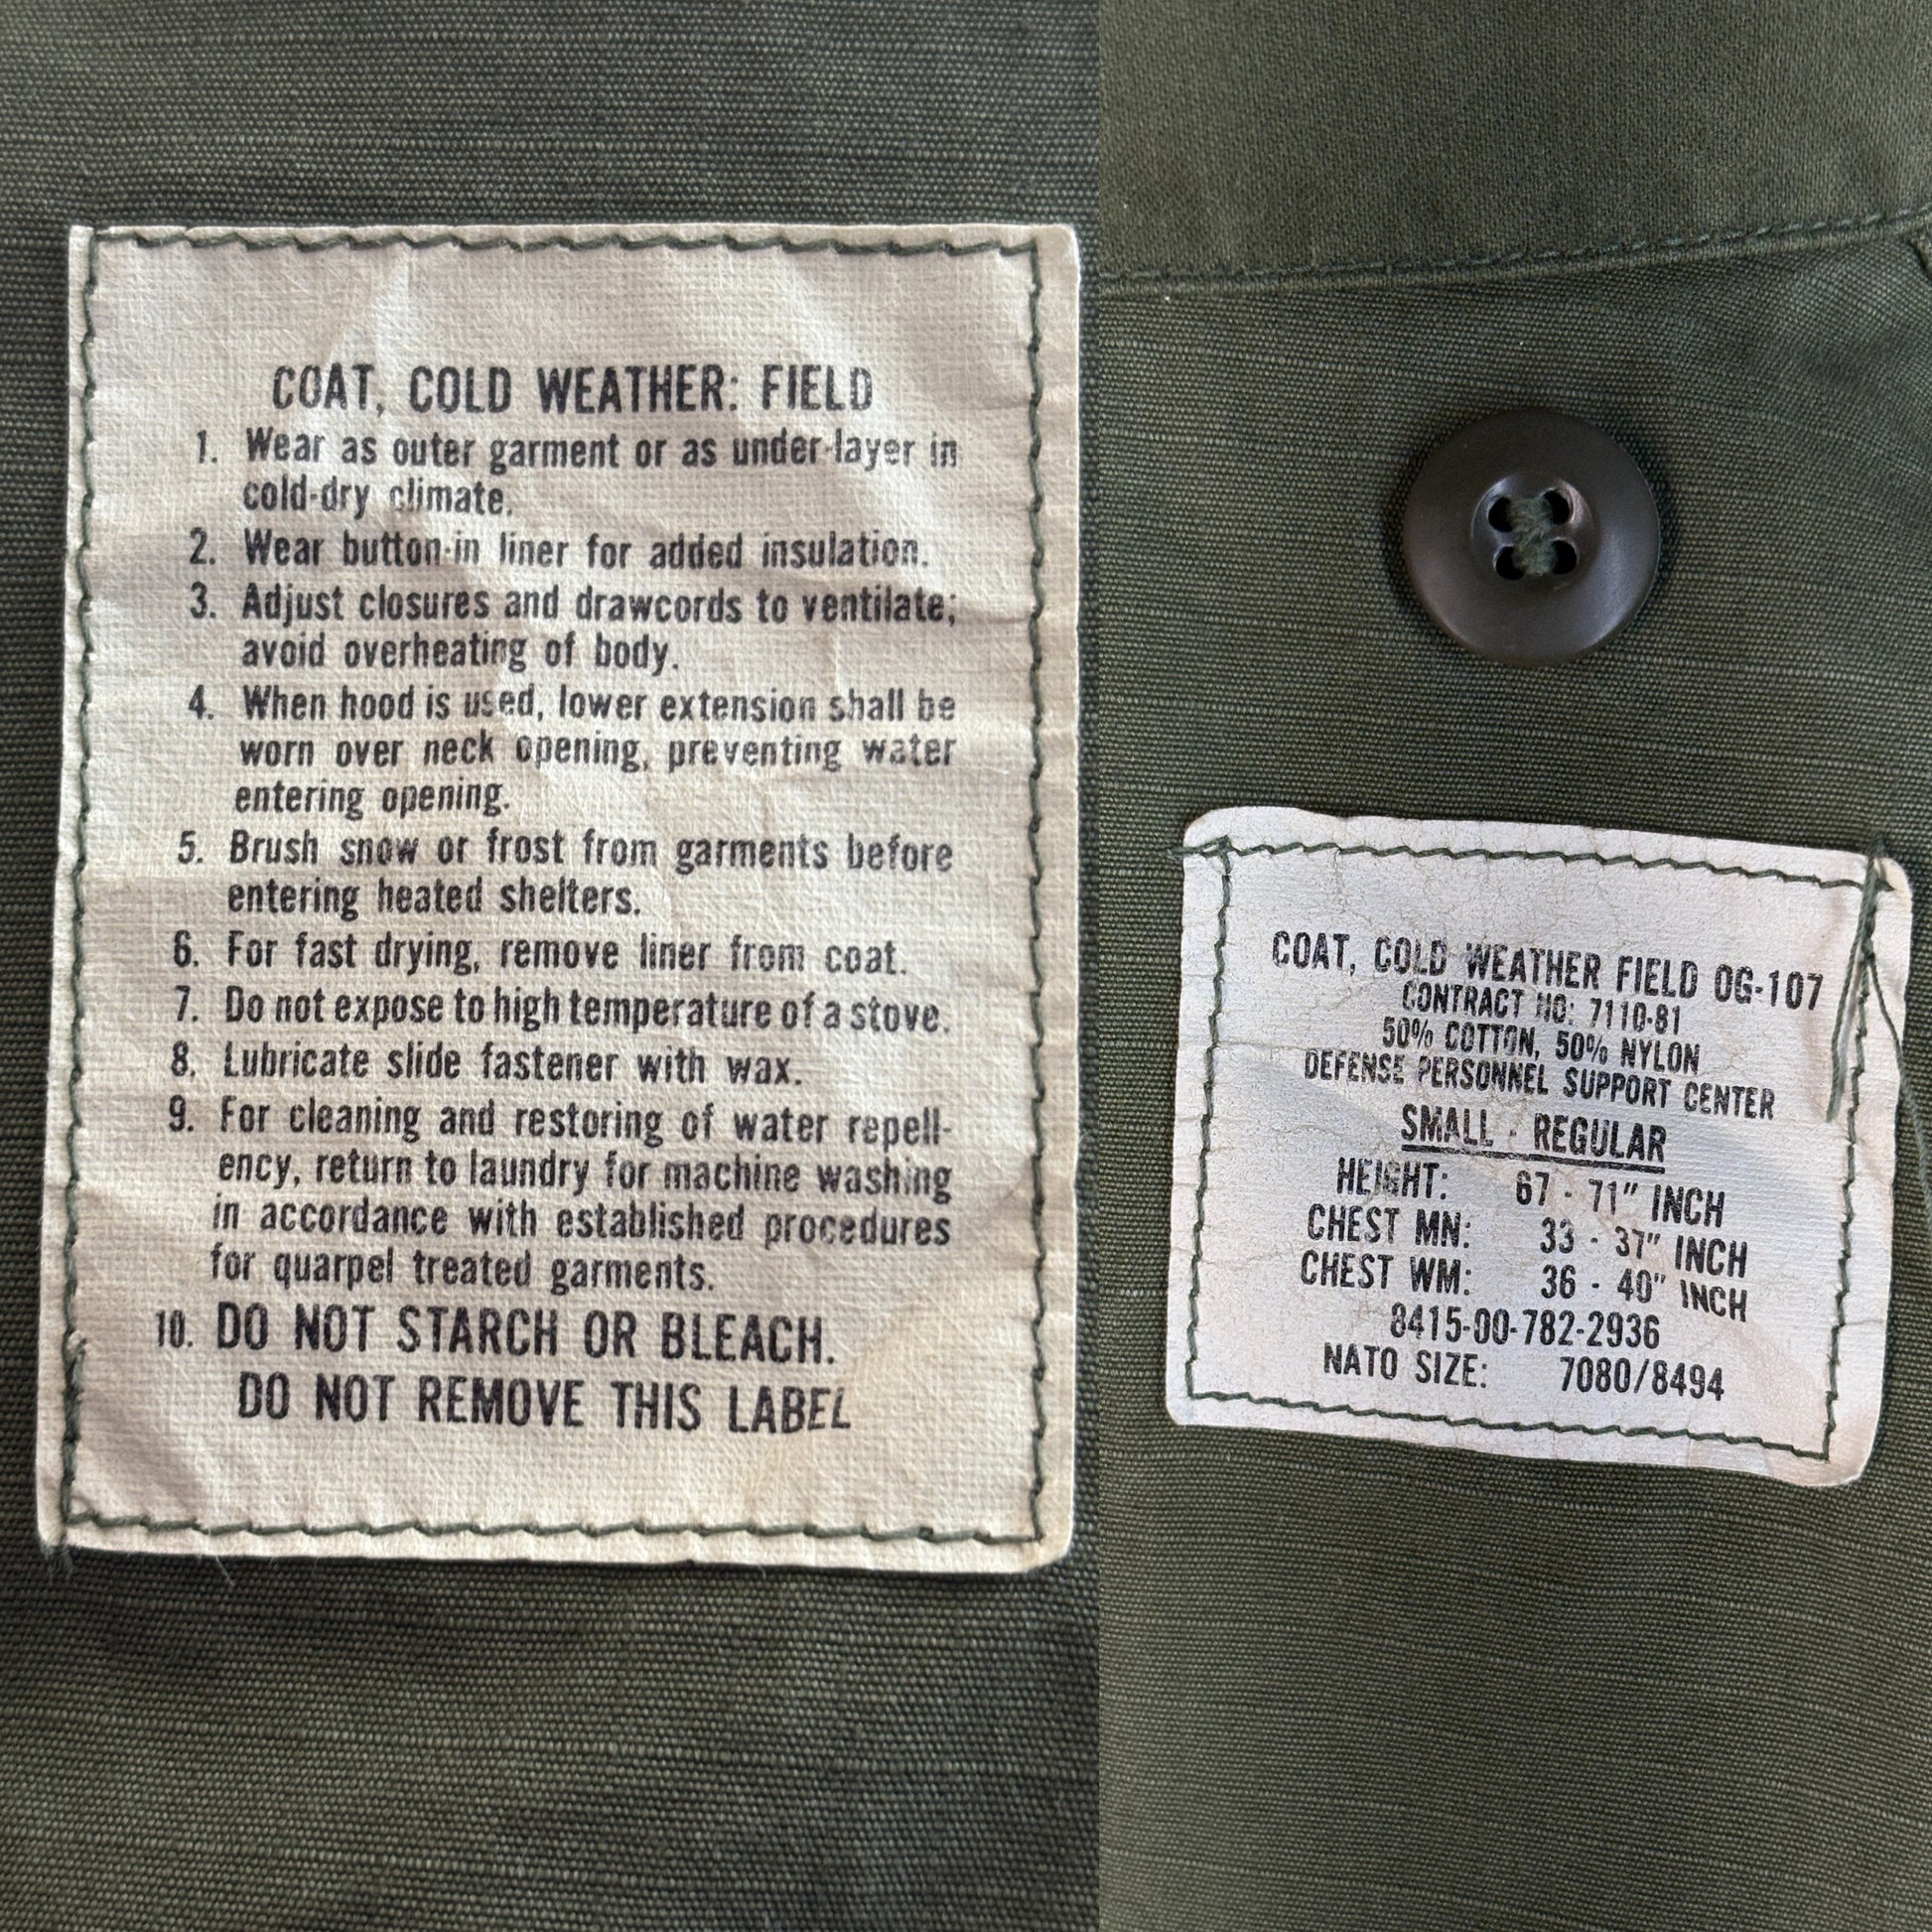 COAT, COLD WEATHER: FIELD
1. Wear as outer garment or as under-layer in
cold-dry climate.
2. Wear button-in liner for added insulation.
3. Adjust closures and drawcords to ventilate;
avoid overheating of body.
4. When hood is used, lower extension shall be
worn over neck opening, preventing water
entering opening.
5. Brush snow or frost from garments before
entering heated shelters.
6. For fast drying, remove liner from coat.
7. Do not expose to high temperature of a stove.
8. Lubricate slide fastener with wax.
9. For cleaning and restoring of water repell-
ency, return to laundry for machine washing
in accordance with established procedures
for quarpel treated garments.
10. DO NOT STARCH OR BLEACH.
DO NOT REMOVE THIS LABEL
COAT, COLD WEATHER FIELD OG-107
CONTRACT NO: 7110-81
50% COTTON, 50% NYLON
DEFENSE PERSONNEL SUPPORT CENTER
SMALL - REGULAR
HEIGHT: 67 - 71" INCH
CHEST MN: 33 - 37" INCH
CHEST WM: 36 - 40" INCH
8415-00-782-2936
NATO SIZE: 7080/8494